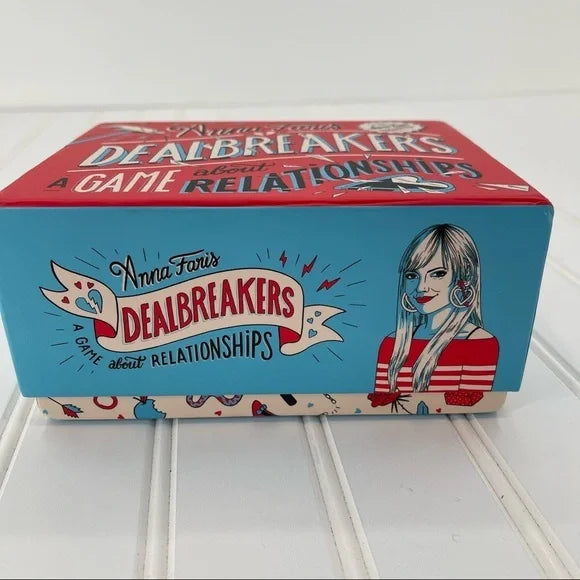 Anna Faris
DEALBREAKERS
A GAME about RELATIONSHIPS
Anna Faris
DEALBREAKERS
A GAME about RELATIONSHIPS